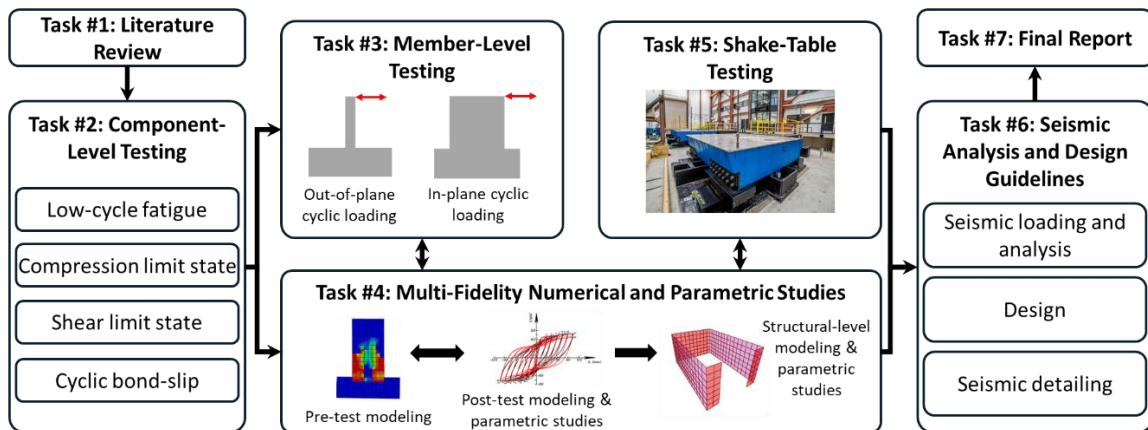 Task #1: Literature
Review
Task #2: Component-
Level Testing
Low-cycle fatigue
Compression limit state
Shear limit state
Cyclic bond-slip
Task #3: Member-Level
Testing
Out-of-plane
cyclic loading
In-plane cyclic
loading
Task #5: Shake-Table
Testing
Task #4: Multi-Fidelity Numerical and Parametric Studies
Pre-test modeling
Post-test modeling &
parametric studies
Structural-level
modeling &
parametric
studies
Task #7: Final Report
Task #6: Seismic
Analysis and Design
Guidelines
Seismic loading and
analysis
Design
Seismic detailing